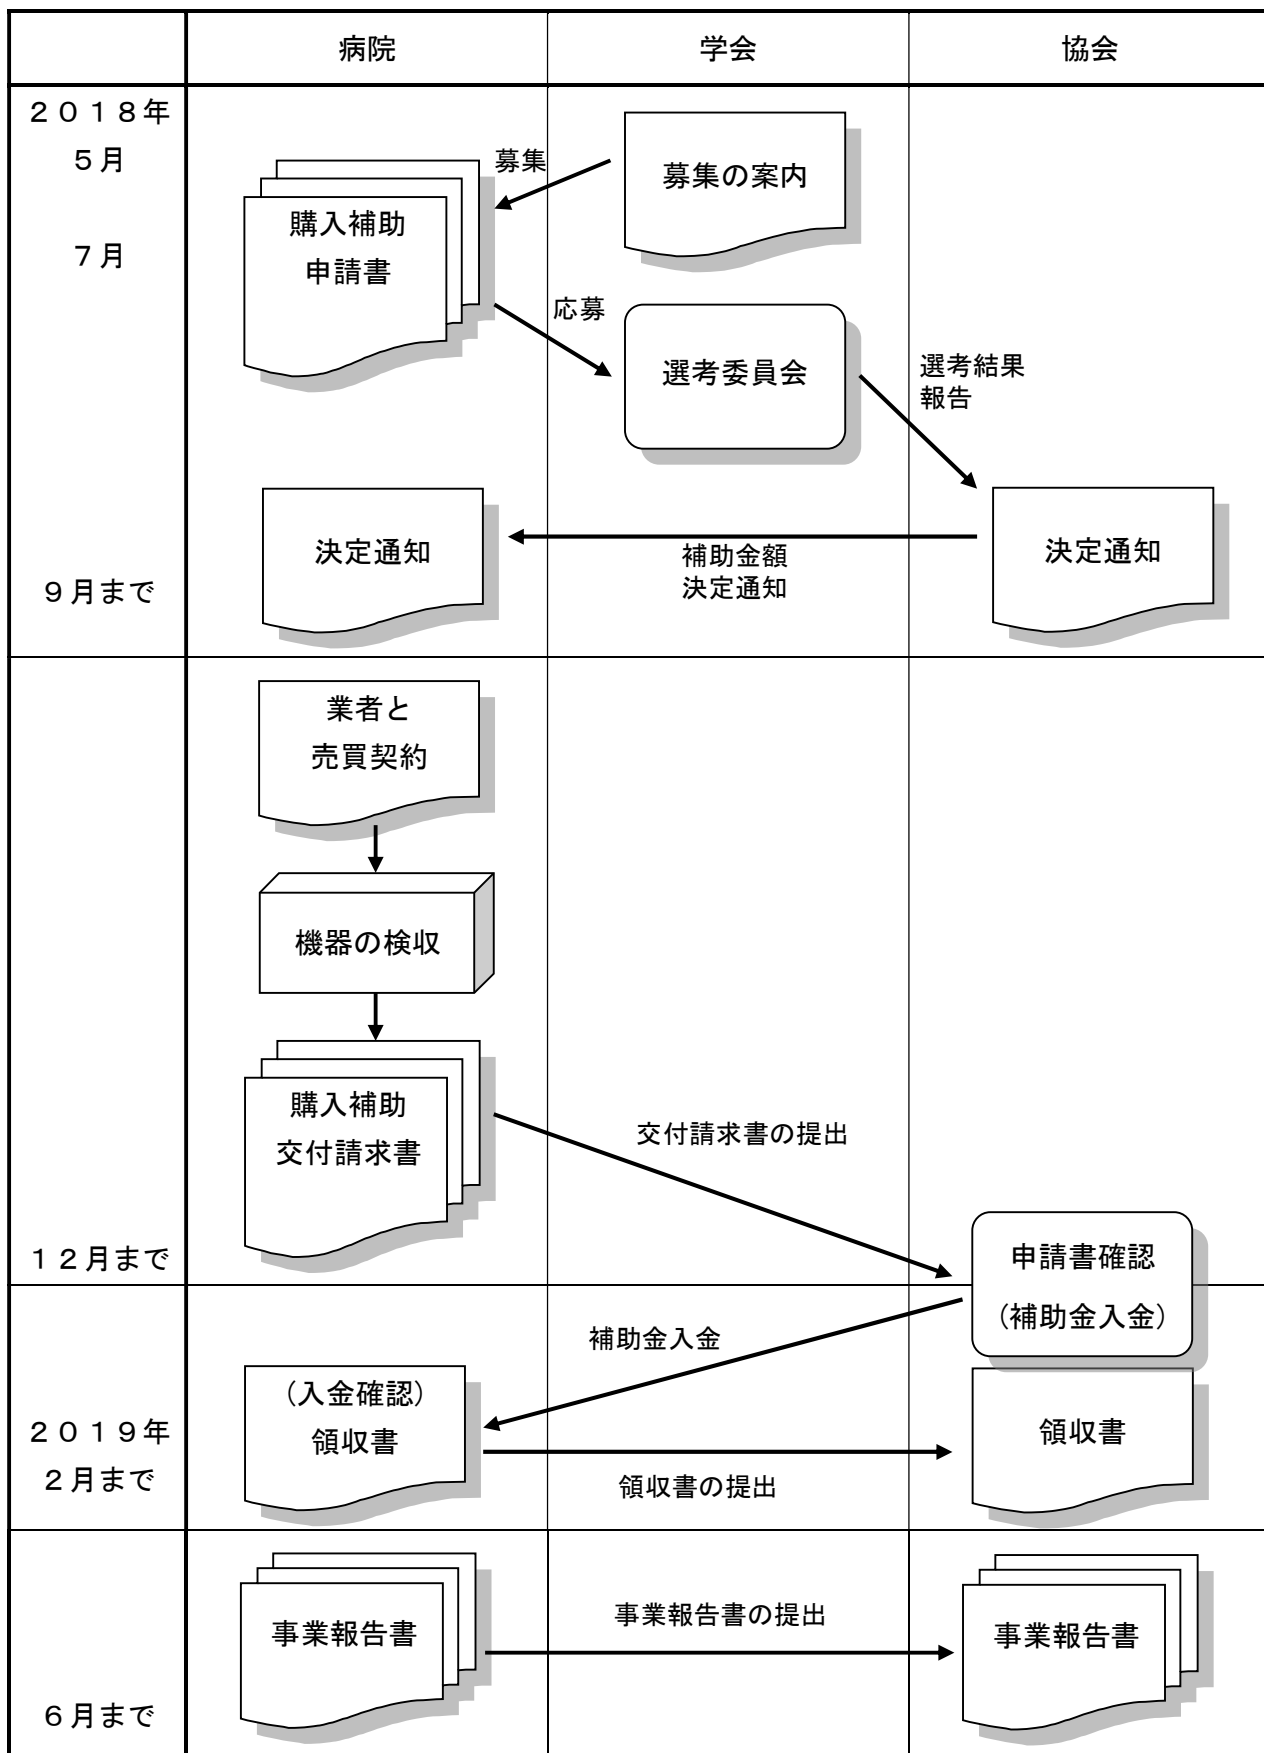 病院
学会
協会
２０１８年
５月
７月
募集
募集の案内
購入補助
申請書
応募
選考委員会
選考結果
報告
決定通知
補助金額
決定通知
決定通知
９月まで
業者と
売買契約
機器の検収
購入補助
交付請求書
交付請求書の提出
１２月まで
申請書確認
（補助金入金）
補助金入金
（入金確認）
領収書
領収書
２０１９年
２月まで
領収書の提出
事業報告書
事業報告書の提出
事業報告書
６月まで